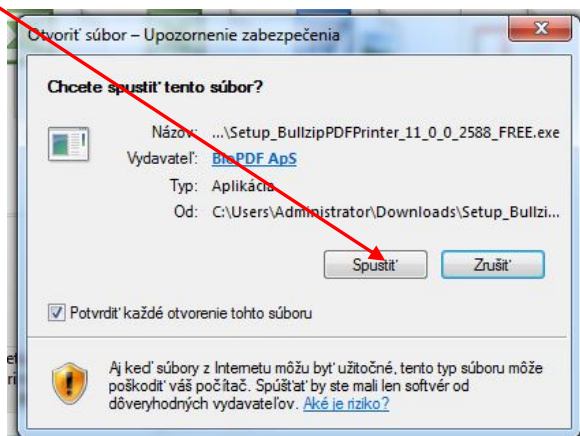 Otvoriť súbor – Upozornenie zabezpečenia
Chcete spustiť tento súbor?
Názov: ...\Setup_BullzipPDFPrinter_11_0_0_2588_FREE.exe
Vydavateľ: BioPDF ApS
Typ: Aplikácia
Od: C:\Users\Administrator\Downloads\Setup_Bullzi...
Spustiť Zrušiť
Potvrdiť každé otvorenie tohto súboru
Aj keď súbory z Internetu môžu byť užitočné, tento typ súboru môže
poškodiť váš počítač. Spúšťať by ste mali len softvér od
dôveryhodných vydavateľov. Aké je riziko?